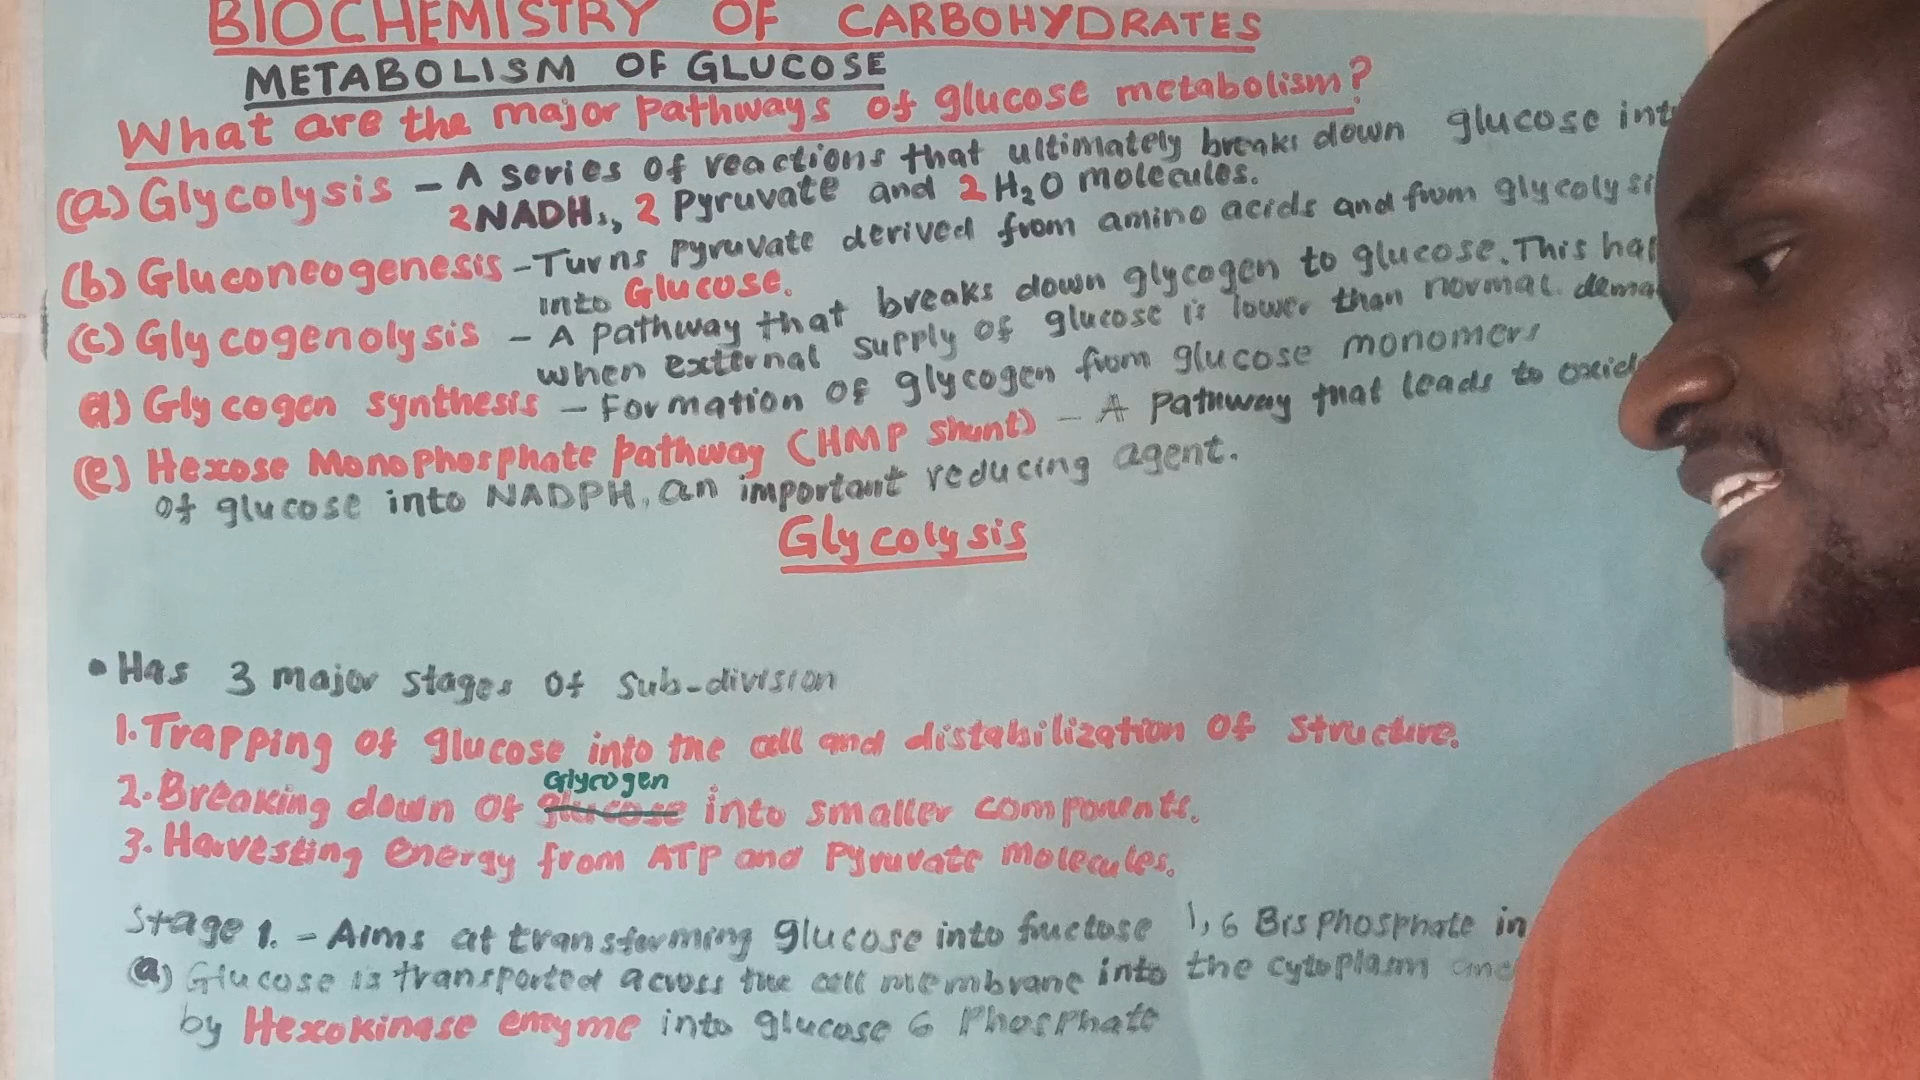 BIOCHEMISTRY OF CARBOHYDRATES
METABOLISM OF GLUCOSE
What are the major pathways of glucose metabolism?
(a) Glycolysis – A series of reactions that ultimately breaks down glucose int
2NADHs, 2 Pyruvate and 2 H₂O molecules.
(b) Gluconeogenesis – Turns pyruvate derived from amino acids and from glycolysi
into Glucose.
(c) Glycogenolysis – A pathway that breaks down glycogen to glucose. This ha
when external supply of glucose is lower than normal dema
d) Glycogen synthesis – Formation of glycogen from glucose monomers
(e) Hexose Monophosphate pathway (HMP shunt) – A pathway that leads to oxid
of glucose into NADPH, an important reducing agent.
Glycolysis
• Has 3 major stages of sub-division
1. Trapping of glucose into the cell and distabilization of structure.
2. Breaking down of glucose Glycogen into smaller components.
3. Harvesting energy from ATP and Pyruvate molecules.
Stage 1. – Aims at transforming glucose into fructose 1,6 Bisphosphate in
(a) Glucose is transported across the cell membrane into the cytoplasm and
by Hexokinase enzyme into glucose 6 Phosphate